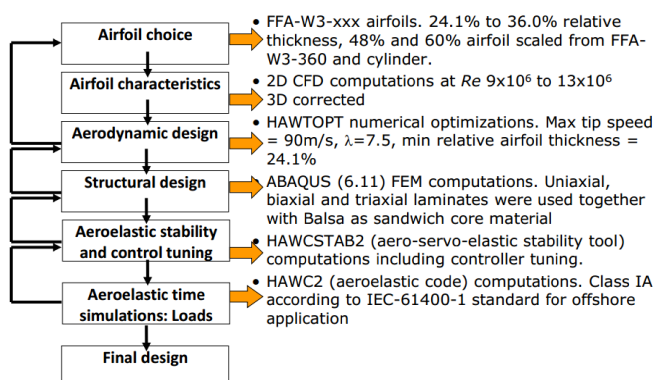 Airfoil choice
• FFA-W3-xxx airfoils. 24.1% to 36.0% relative
thickness, 48% and 60% airfoil scaled from FFA-
W3-360 and cylinder.
Airfoil characteristics
• 2D CFD computations at Re 9x10⁶ to 13x10⁶
3D corrected
Aerodynamic design
• HAWTOPT numerical optimizations. Max tip speed
= 90m/s, λ=7.5, min relative airfoil thickness =
24.1%
Structural design
• ABAQUS (6.11) FEM computations. Uniaxial,
biaxial and triaxial laminates were used together
with Balsa as sandwich core material
Aeroelastic stability
and control tuning
• HAWCSTAB2 (aero-servo-elastic stability tool)
computations including controller tuning.
Aeroelastic time
simulations: Loads
• HAWC2 (aeroelastic code) computations. Class IA
according to IEC-61400-1 standard for offshore
application
Final design